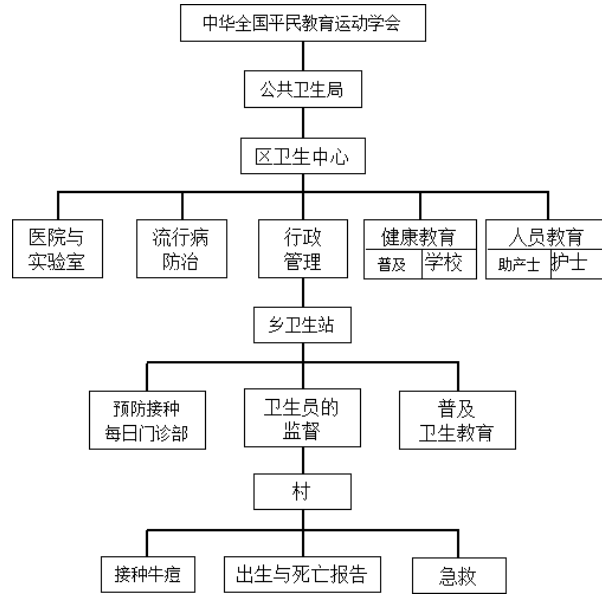 中华全国平民教育运动学会
公共卫生局
区卫生中心
医院与
实验室
流行病
防治
行政
管理
健康教育
普及 学校
人员教育
助产士 护士
乡卫生站
预防接种
每日门诊部
卫生员的
监督
普及
卫生教育
村
接种牛痘
出生与死亡报告
急救